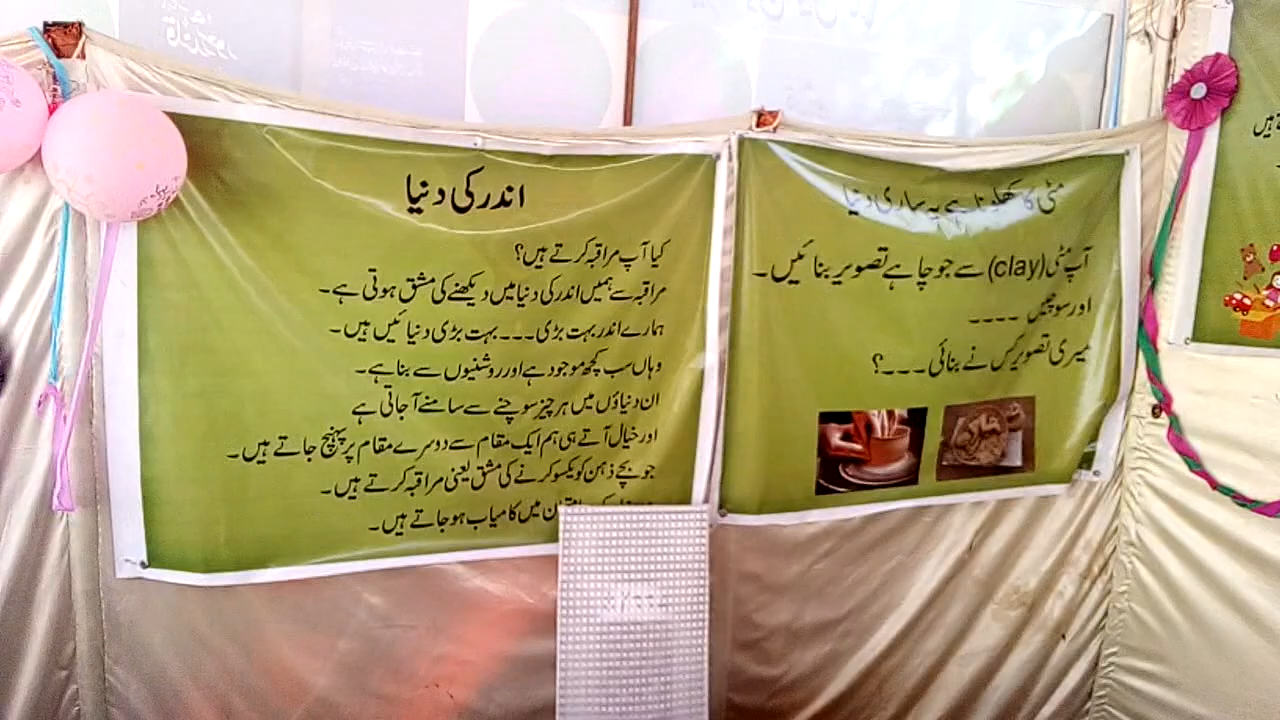 اندر کی دنیا
کیا آپ مراقبہ کرتے ہیں؟
مراقبہ سے ہمیں اندر کی دنیا میں دیکھنے کی مشق ہوتی ہے۔
ہمارے اندر بہت بڑی۔۔۔ بہت بڑی دنیائیں ہیں۔
وہاں سب کچھ موجود ہے اور روشنیوں سے بنا ہے۔
ان دنیاؤں میں ہر چیز سوچنے سے سامنے آ جاتی ہے
اور خیال آتے ہی ہم ایک مقام سے دوسرے مقام پر پہنچ جاتے ہیں۔
جو بچے ذہن کو یکسو کرنے کی مشق یعنی مراقبہ کرتے ہیں۔
میں کامیاب ہو جاتے ہیں۔
مٹی کا کھلونا ہے یہ ساری دنیا
آپ مٹی (clay) سے جو چاہے تصویر بنائیں۔
اور سوچیں ۔۔۔۔
میری تصویر کس نے بنائی ۔۔۔؟